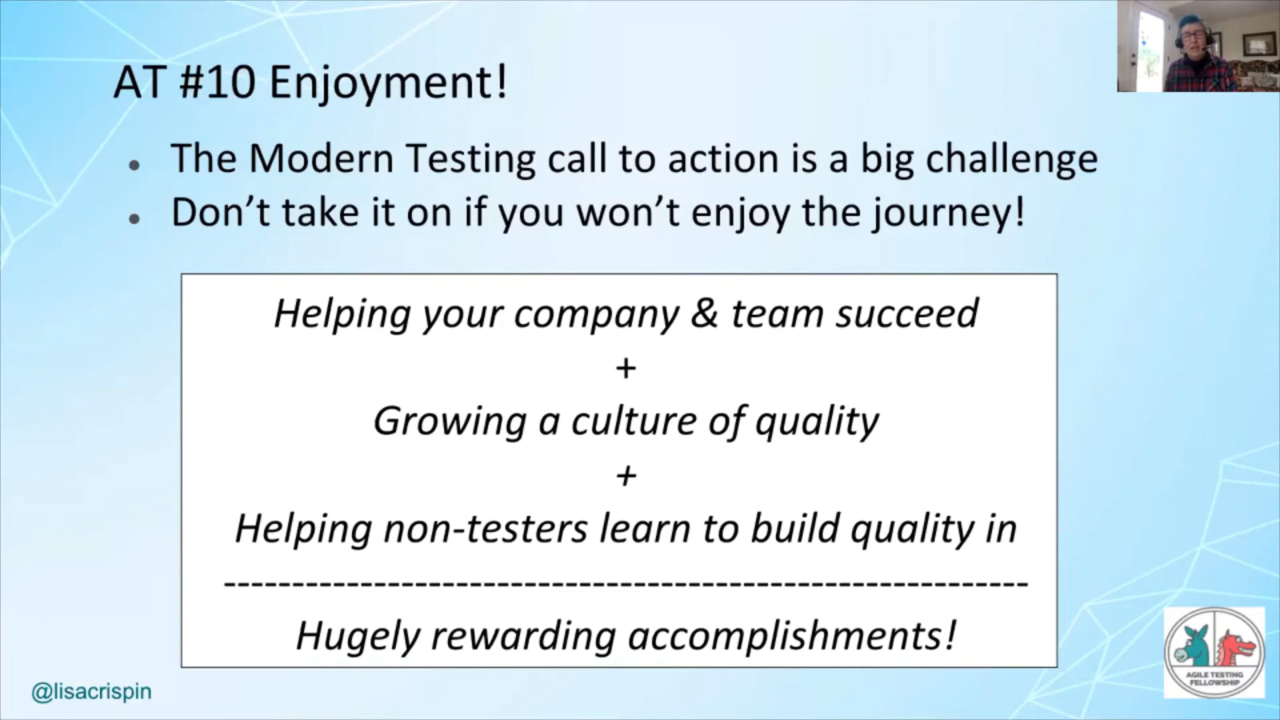 AT #10 Enjoyment!
• The Modern Testing call to action is a big challenge
• Don’t take it on if you won’t enjoy the journey!
Helping your company & team succeed
+
Growing a culture of quality
+
Helping non-testers learn to build quality in
-----------------------------------------------------------
Hugely rewarding accomplishments!
@lisacrispin
AGILE TESTING
FELLOWSHIP